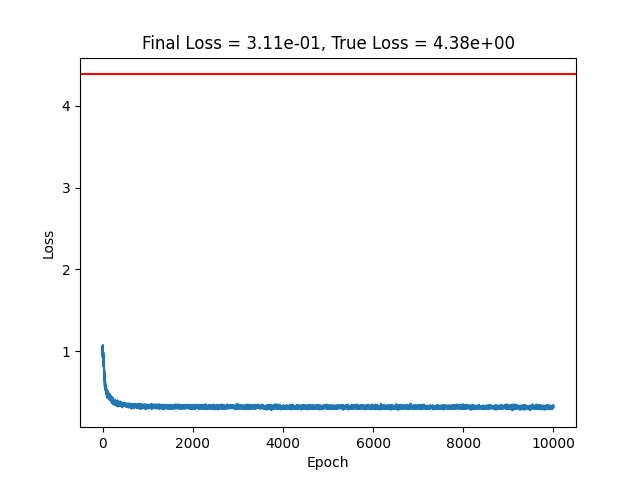 Final Loss = 3.11e-01, True Loss = 4.38e+00
4
3
2
1
Loss
0 2000 4000 6000 8000 10000
Epoch